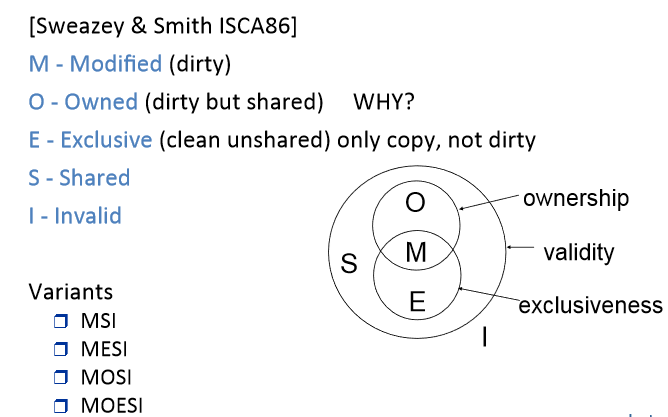 [Sweazey & Smith ISCA86]
M - Modified (dirty)
O - Owned (dirty but shared) WHY?
E - Exclusive (clean unshared) only copy, not dirty
S - Shared
I - Invalid
O
ownership
M
validity
S
E
exclusiveness
I
Variants
MSI
MESI
MOSI
MOESI